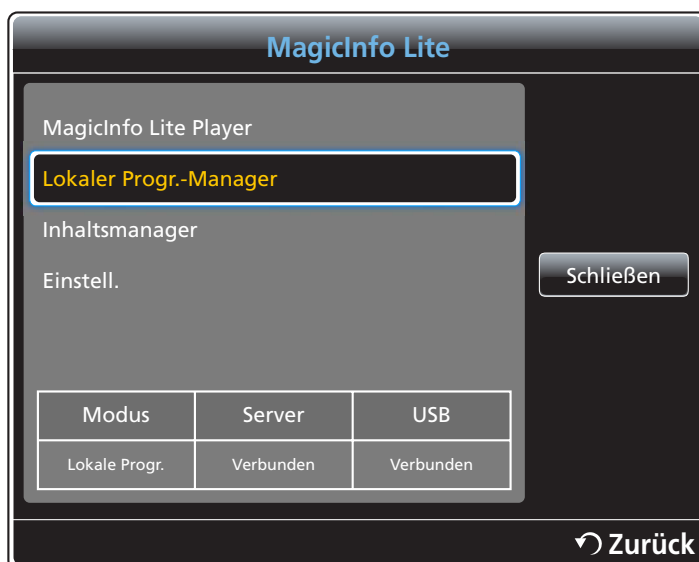 MagicInfo Lite
MagicInfo Lite Player
Lokaler Progr.-Manager
Inhaltsmanager
Einstell.
Schließen
Modus Server USB
Lokale Progr. Verbunden Verbunden
Zurück